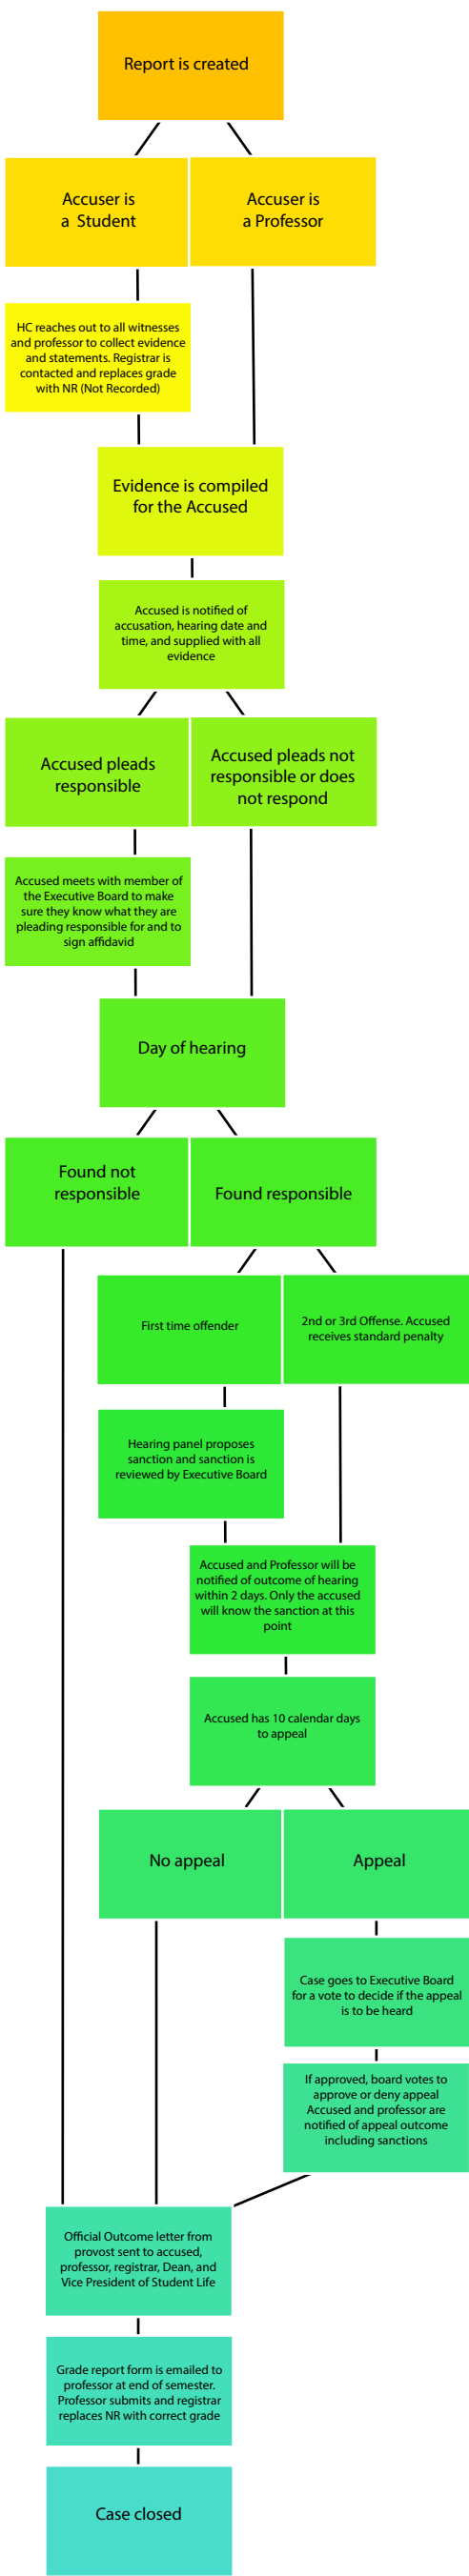 Report is created
Accuser is
a Student
Accuser is
a Professor
HC reaches out to all witnesses
and professor to collect evidence
and statements. Registrar is
contacted and replaces grade
with NR (Not Recorded)
Evidence is compiled
for the Accused
Accused is notified of
accusation, hearing date and
time, and supplied with all
evidence
Accused pleads
responsible
Accused pleads not
responsible or does
not respond
Accused meets with member of
the Executive Board to make
sure they know what they are
pleading responsible for and to
sign affidavid
Day of hearing
Found not
responsible
Found responsible
First time offender
2nd or 3rd Offense. Accused
receives standard penalty
Hearing panel proposes
sanction and sanction is
reviewed by Executive Board
Accused and Professor will be
notified of outcome of hearing
within 2 days. Only the accused
will know the sanction at this
point
Accused has 10 calendar days
to appeal
No appeal
Appeal
Case goes to Executive Board
for a vote to decide if the appeal
is to be heard
If approved, board votes to
approve or deny appeal
Accused and professor are
notified of appeal outcome
including sanctions
Official Outcome letter from
provost sent to accused,
professor, registrar, Dean, and
Vice President of Student Life
Grade report form is emailed to
professor at end of semester.
Professor submits and registrar
replaces NR with correct grade
Case closed